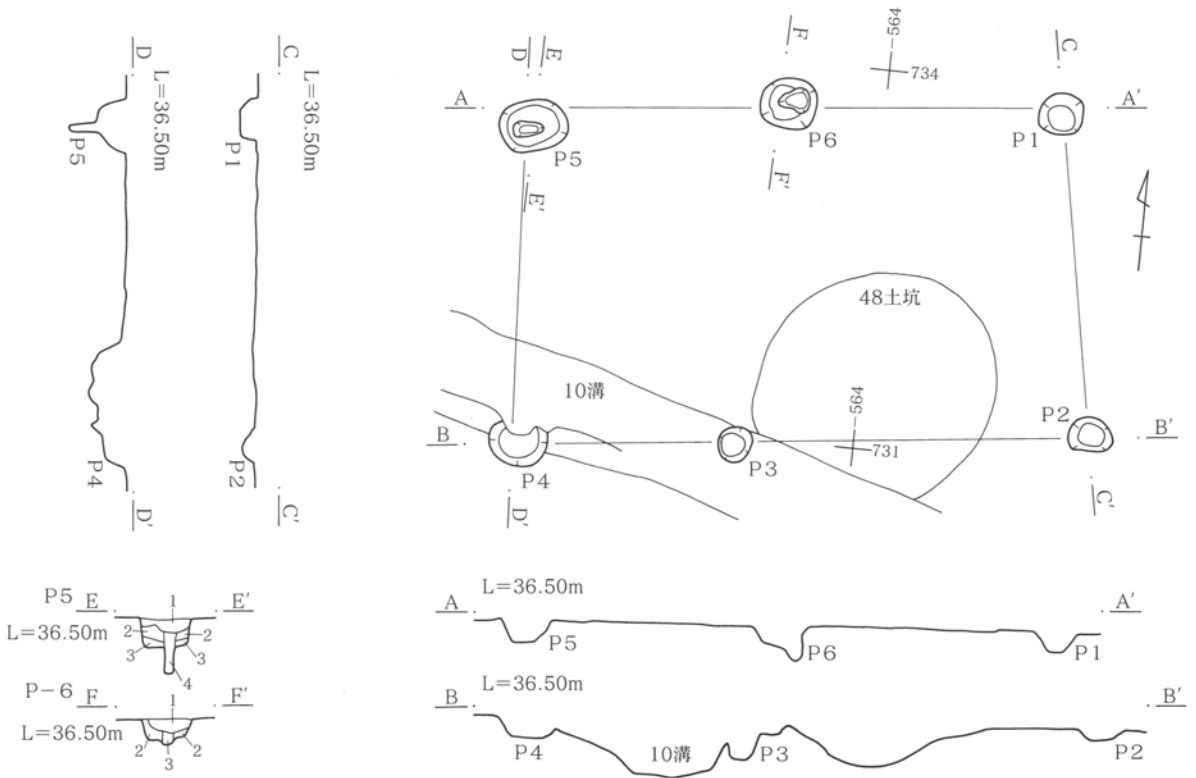 D
L=36.50m
P5
P4
D'
C
L=36.50m
P1
P2
C'
F
D E
-564
734
C
A
A'
P5
P6
P1
E'
F'
48土坑
10溝
-564
731
P2
B
B'
P4
P3
D'
C'
P5
E
1
E'
L=36.50m
2
2
3
3
4
P-6
F
1
F'
L=36.50m
2
2
3
L=36.50m
A
A'
P5
P6
P1
L=36.50m
B
B'
P4
10溝
P3
P2